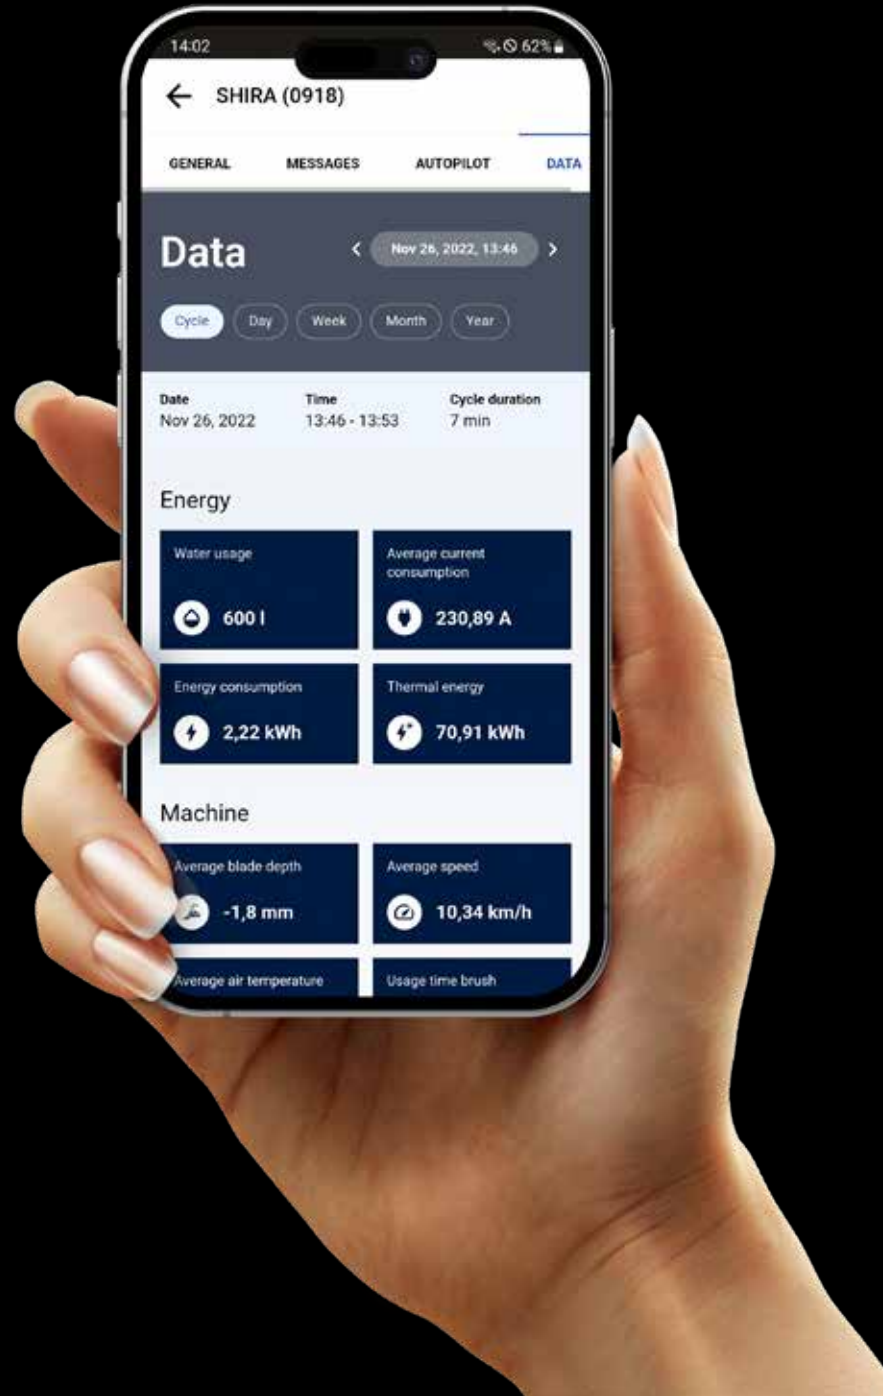 14:02
62%
SHIRA (0918)
GENERAL MESSAGES AUTOPILOT DATA
Data
Nov 26, 2022, 13:46
Cycle Day Week Month Year
Date Time Cycle duration
Nov 26, 2022 13:46 - 13:53 7 min
Energy
Water usage
600 l
Average current
consumption
230,89 A
Energy consumption
2,22 kWh
Thermal energy
70,91 kWh
Machine
Average blade depth
-1,8 mm
Average speed
10,34 km/h
Average air temperature
Usage time brush